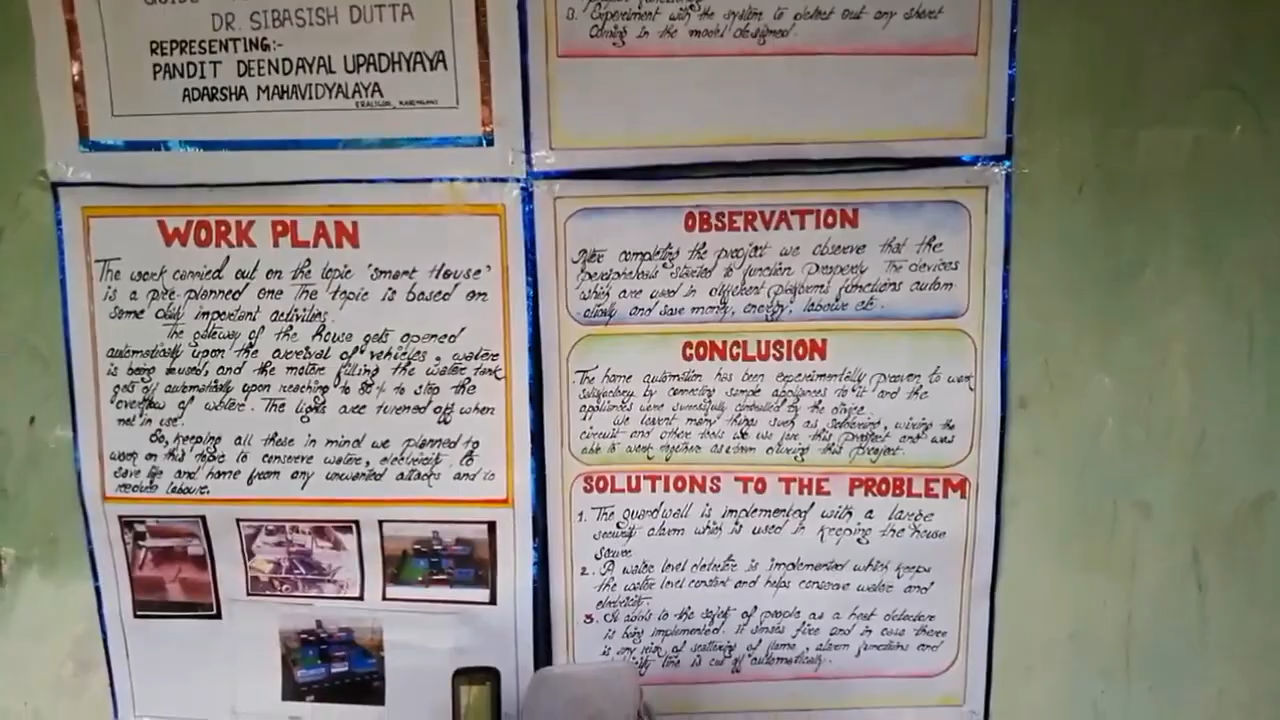 GUIDE
DR. SIBASISH DUTTA
REPRESENTING:-
PANDIT DEENDAYAL UPADHYAYA
ADARSHA MAHAVIDYALAYA
3. Experiment with the system to detect out any short
Coming in the model designed.
WORK PLAN
The work carried out on the topic "Smart House"
is a pre-planned one The topic is based on
some only important activities.
The gateway of the house gets opened
automatically upon the arrival of vehicles, water
is being reused, and the motor filling the water tank
gets off automatically upon reaching to 80% to stop the
overflow of water. The lights are turned off when
not in use.
So, keeping all these in mind we planned to
work on this topic to conserve water, electricity, to
save life and home from any unwanted attacks and to
reduce labour.
OBSERVATION
After completing the project we observe that the
peripherals started to function properly The devices
which are used in different platforms functions autom
-atically and save money, energy, labour etc.
CONCLUSION
The home automation has been experimentally proven to work
satisfactory by connecting sample appliances to it and the
appliances were successfully controlled by the device.
We learnt many things such as soldering, wiring the
circuit and other tools we use for this project and was
able to work together as a team during this project.
SOLUTIONS TO THE PROBLEM
1. The guardwall is implemented with a large
security alarm which is used in keeping the house
2. A water level detector is implemented which keeps
the water level constant and helps conserve water and
electricity.
3. It adds to the safety of people as a heat detector
is being implemented. It senses fire and in case there
is any risk of scattering of flame, alarm functions and
line is cut off automatically.